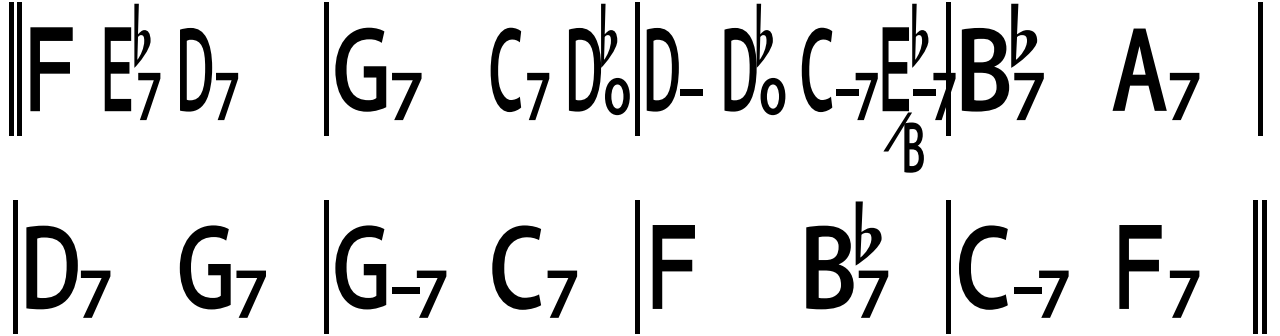 ‖F E♭7 D7 |G7 C7 D♭o |D– D♭o C–7 E♭–7/B |B♭7 A7 |
|D7 G7 |G–7 C7 |F B♭7 |C–7 F7 ‖